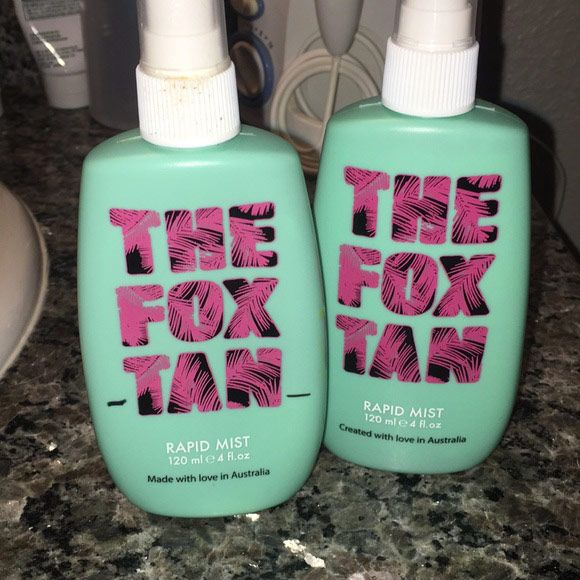 THE
FOX
TAN
RAPID MIST
120 ml e 4 fl.oz
Made with love in Australia
THE
FOX
TAN
RAPID MIST
120 ml e 4 fl.oz
Created with love in Australia